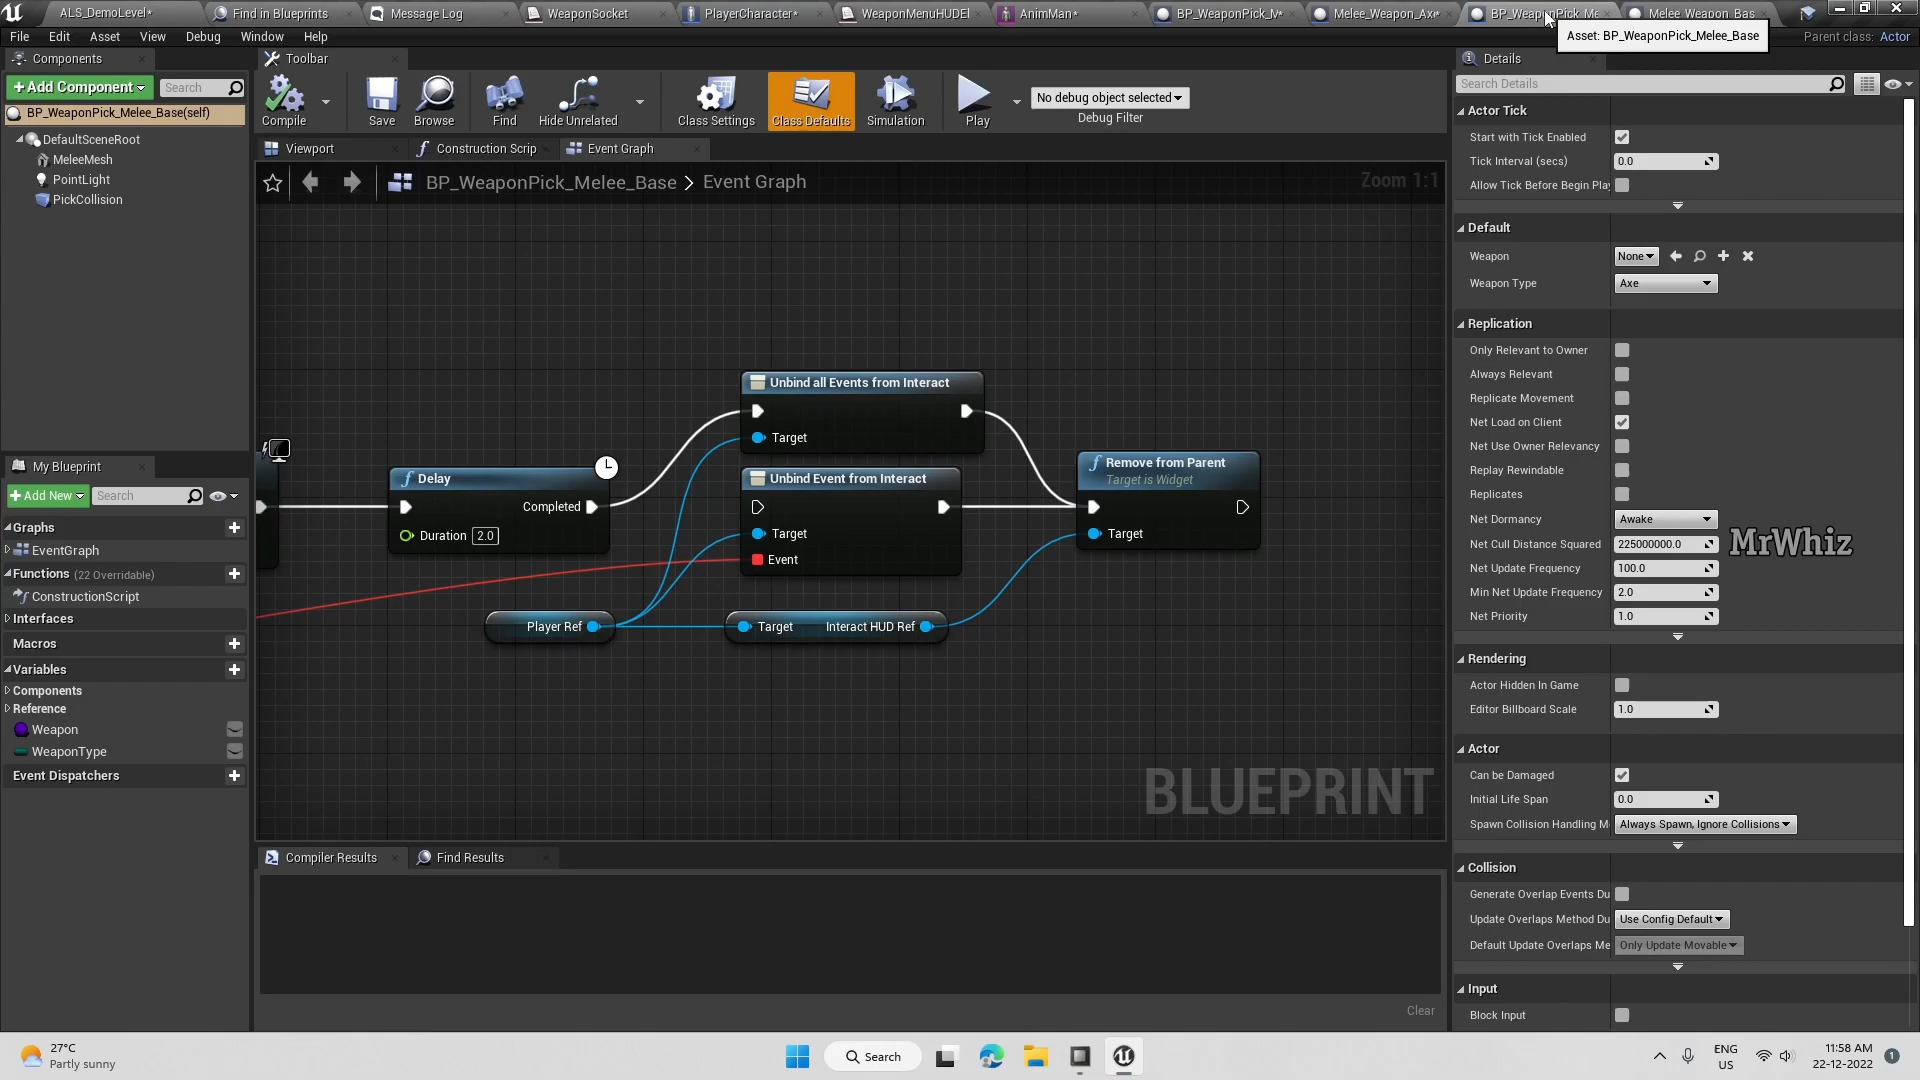 ALS_DemoLevel*
Find in Blueprints
Message Log
WeaponSocket
PlayerCharacter*
WeaponMenuHUDEl
AnimMan*
BP_WeaponPick_M*
Melee_Weapon_Axe*
BP_WeaponPick_Me
Melee_Weapon_Bas
File
Edit
Asset
View
Debug
Window
Help
Asset: BP_WeaponPick_Melee_Base
Parent class: Actor
Components
+Add Component
Search
BP_WeaponPick_Melee_Base(self)
DefaultSceneRoot
MeleeMesh
PointLight
PickCollision
My Blueprint
+Add New
Search
Graphs
EventGraph
Functions (22 Overridable)
ConstructionScript
Interfaces
Macros
Variables
Components
Reference
Weapon
WeaponType
Event Dispatchers
Toolbar
Compile
Save
Browse
Find
Hide Unrelated
Class Settings
Class Defaults
Simulation
Play
No debug object selected
Debug Filter
Viewport
Construction Scrip
Event Graph
BP_WeaponPick_Melee_Base > Event Graph
Zoom 1:1
Unbind all Events from Interact
Target
Delay
Completed
Duration 2.0
Unbind Event from Interact
Target
Event
Remove from Parent
Target is Widget
Target
Player Ref
Target Interact HUD Ref
BLUEPRINT
Compiler Results
Find Results
Clear
Details
Search Details
Actor Tick
Start with Tick Enabled
Tick Interval (secs) 0.0
Allow Tick Before Begin Play
Default
Weapon None
Weapon Type Axe
Replication
Only Relevant to Owner
Always Relevant
Replicate Movement
Net Load on Client
Net Use Owner Relevancy
Replay Rewindable
Replicates
Net Dormancy Awake
Net Cull Distance Squared 225000000.0
Net Update Frequency 100.0
Min Net Update Frequency 2.0
Net Priority 1.0
MrWhiz
Rendering
Actor Hidden In Game
Editor Billboard Scale 1.0
Actor
Can be Damaged
Initial Life Span 0.0
Spawn Collision Handling M Always Spawn, Ignore Collisions
Collision
Generate Overlap Events Du
Update Overlaps Method Du Use Config Default
Default Update Overlaps Me Only Update Movable
Input
Block Input
27°C
Partly sunny
Search
ENG
US
11:58 AM
22-12-2022
1